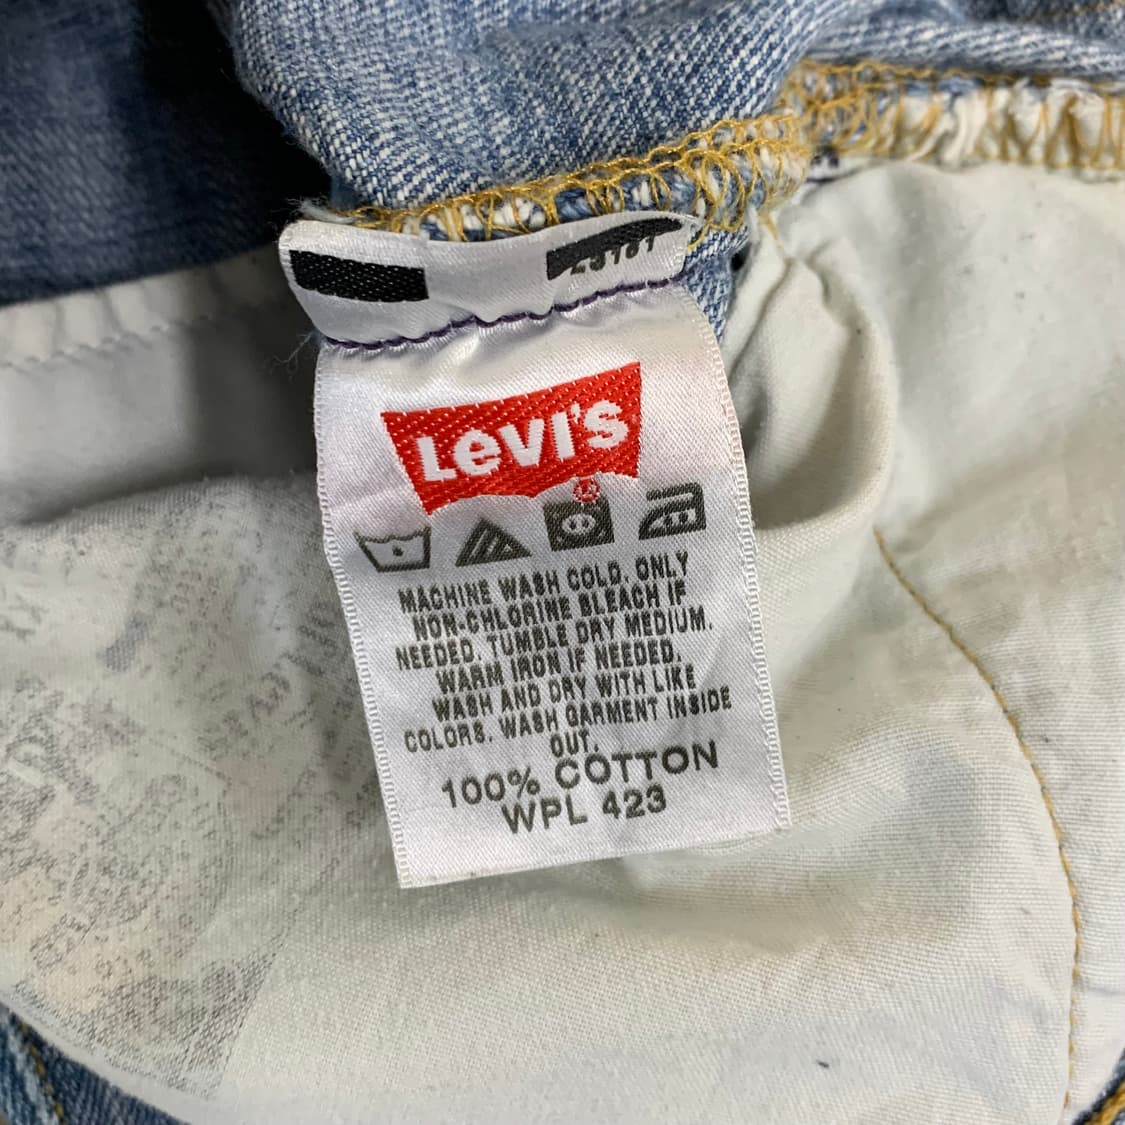 Levi's
MACHINE WASH COLD. ONLY
NON-CHLORINE BLEACH IF
NEEDED. TUMBLE DRY MEDIUM.
WARM IRON IF NEEDED.
WASH AND DRY WITH LIKE
COLORS. WASH GARMENT INSIDE
OUT.
100% COTTON
WPL 423